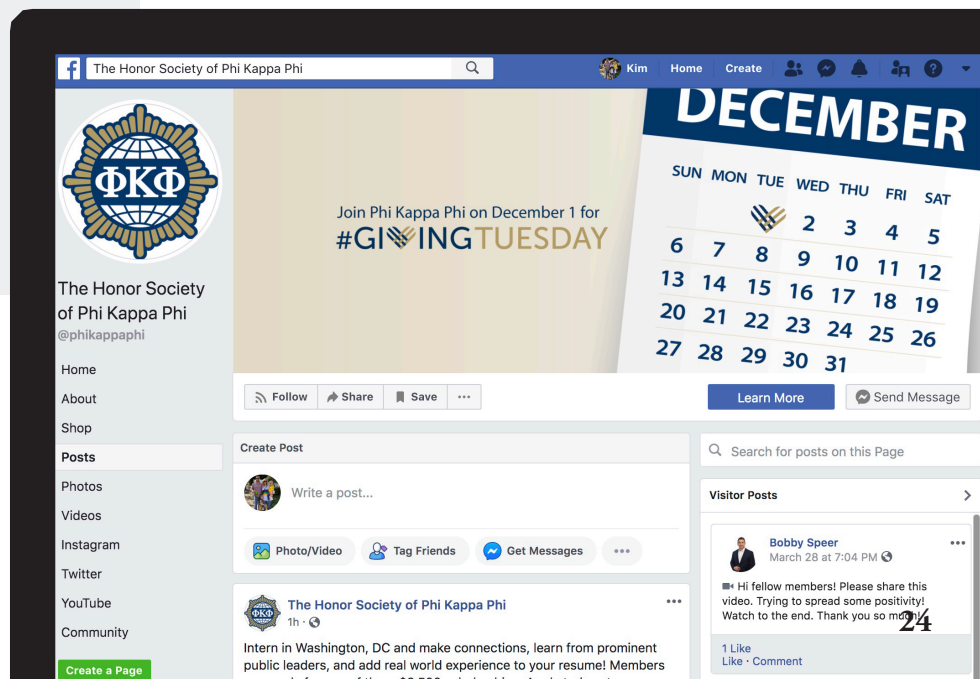 The Honor Society of Phi Kappa Phi
Kim
Home
Create
ΦΚΦ
The Honor Society
of Phi Kappa Phi
@phikappaphi
Home
About
Shop
Posts
Photos
Videos
Instagram
Twitter
YouTube
Community
Create a Page
Join Phi Kappa Phi on December 1 for
#GIVINGTUESDAY
DECEMBER
SUN MON TUE WED THU FRI SAT
2 3 4 5
6 7 8 9 10 11 12
13 14 15 16 17 18 19
20 21 22 23 24 25 26
27 28 29 30 31
Follow Share Save ...
Learn More
Send Message
Create Post
Write a post...
Photo/Video
Tag Friends
Get Messages
ΦΚΦ
The Honor Society of Phi Kappa Phi
1h ·
Intern in Washington, DC and make connections, learn from prominent
public leaders, and add real world experience to your resume! Members
Search for posts on this Page
Visitor Posts
Bobby Speer
March 28 at 7:04 PM
Hi fellow members! Please share this
video. Trying to spread some positivity!
Watch to the end. Thank you so much!
24
1 Like
Like · Comment